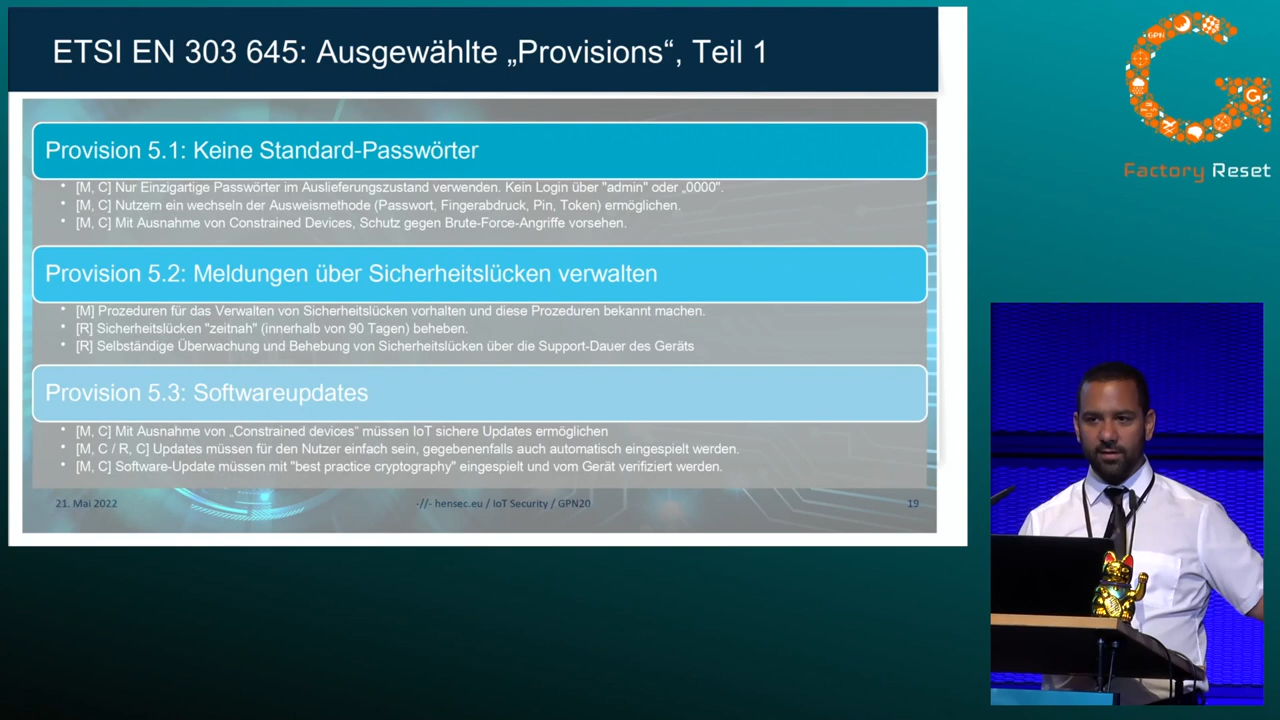 ETSI EN 303 645: Ausgewählte „Provisions“, Teil 1
Provision 5.1: Keine Standard-Passwörter
• [M, C] Nur Einzigartige Passwörter im Auslieferungszustand verwenden. Kein Login über "admin" oder „0000".
• [M, C] Nutzern ein wechseln der Ausweismethode (Passwort, Fingerabdruck, Pin, Token) ermöglichen.
• [M, C] Mit Ausnahme von Constrained Devices, Schutz gegen Brute-Force-Angriffe vorsehen.
Provision 5.2: Meldungen über Sicherheitslücken verwalten
• [M] Prozeduren für das Verwalten von Sicherheitslücken vorhalten und diese Prozeduren bekannt machen.
• [R] Sicherheitslücken "zeitnah" (innerhalb von 90 Tagen) beheben.
• [R] Selbständige Überwachung und Behebung von Sicherheitslücken über die Support-Dauer des Geräts
Provision 5.3: Softwareupdates
• [M, C] Mit Ausnahme von „Constrained devices“ müssen IoT sichere Updates ermöglichen
• [M, C / R, C] Updates müssen für den Nutzer einfach sein, gegebenenfalls auch automatisch eingespielt werden.
• [M, C] Software-Update müssen mit "best practice cryptography" eingespielt und vom Gerät verifiziert werden.
21. Mai 2022
-//- hensec.eu / IoT Security / GPN20
19
GPN
G
Factory Reset